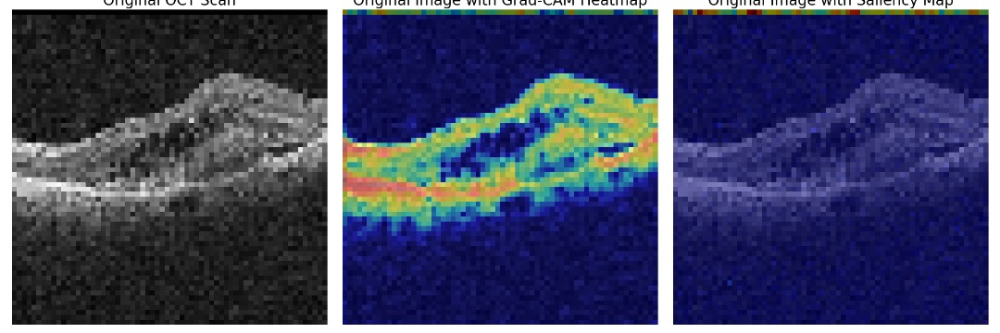 Original OCT Scan
Original Image with Grad-CAM Heatmap
Original Image with Saliency Map